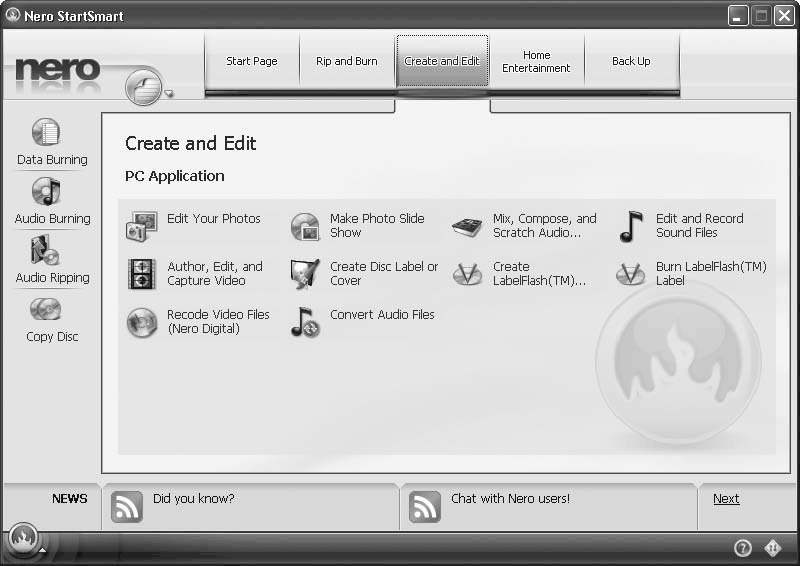 Nero StartSmart
nero
Start Page
Rip and Burn
Create and Edit
Home
Entertainment
Back Up
Data Burning
Audio Burning
Audio Ripping
Copy Disc
Create and Edit
PC Application
Edit Your Photos
Make Photo Slide
Show
Mix, Compose, and
Scratch Audio...
Edit and Record
Sound Files
Author, Edit, and
Capture Video
Create Disc Label or
Cover
Create
LabelFlash(TM)...
Burn LabelFlash(TM)
Label
Recode Video Files
(Nero Digital)
Convert Audio Files
NEWS
Did you know?
Chat with Nero users!
Next
?